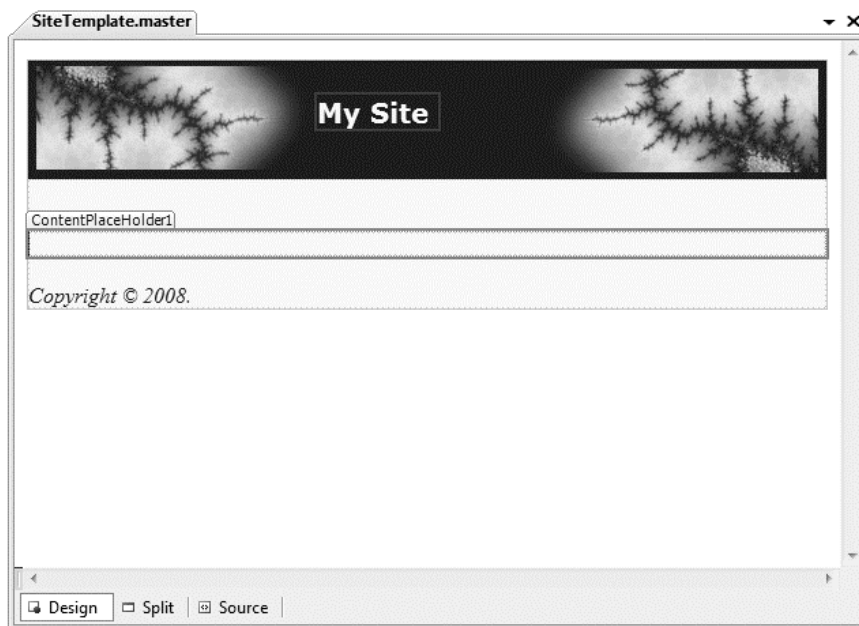 SiteTemplate.master
My Site
ContentPlaceHolder1
Copyright © 2008.
Design Split Source